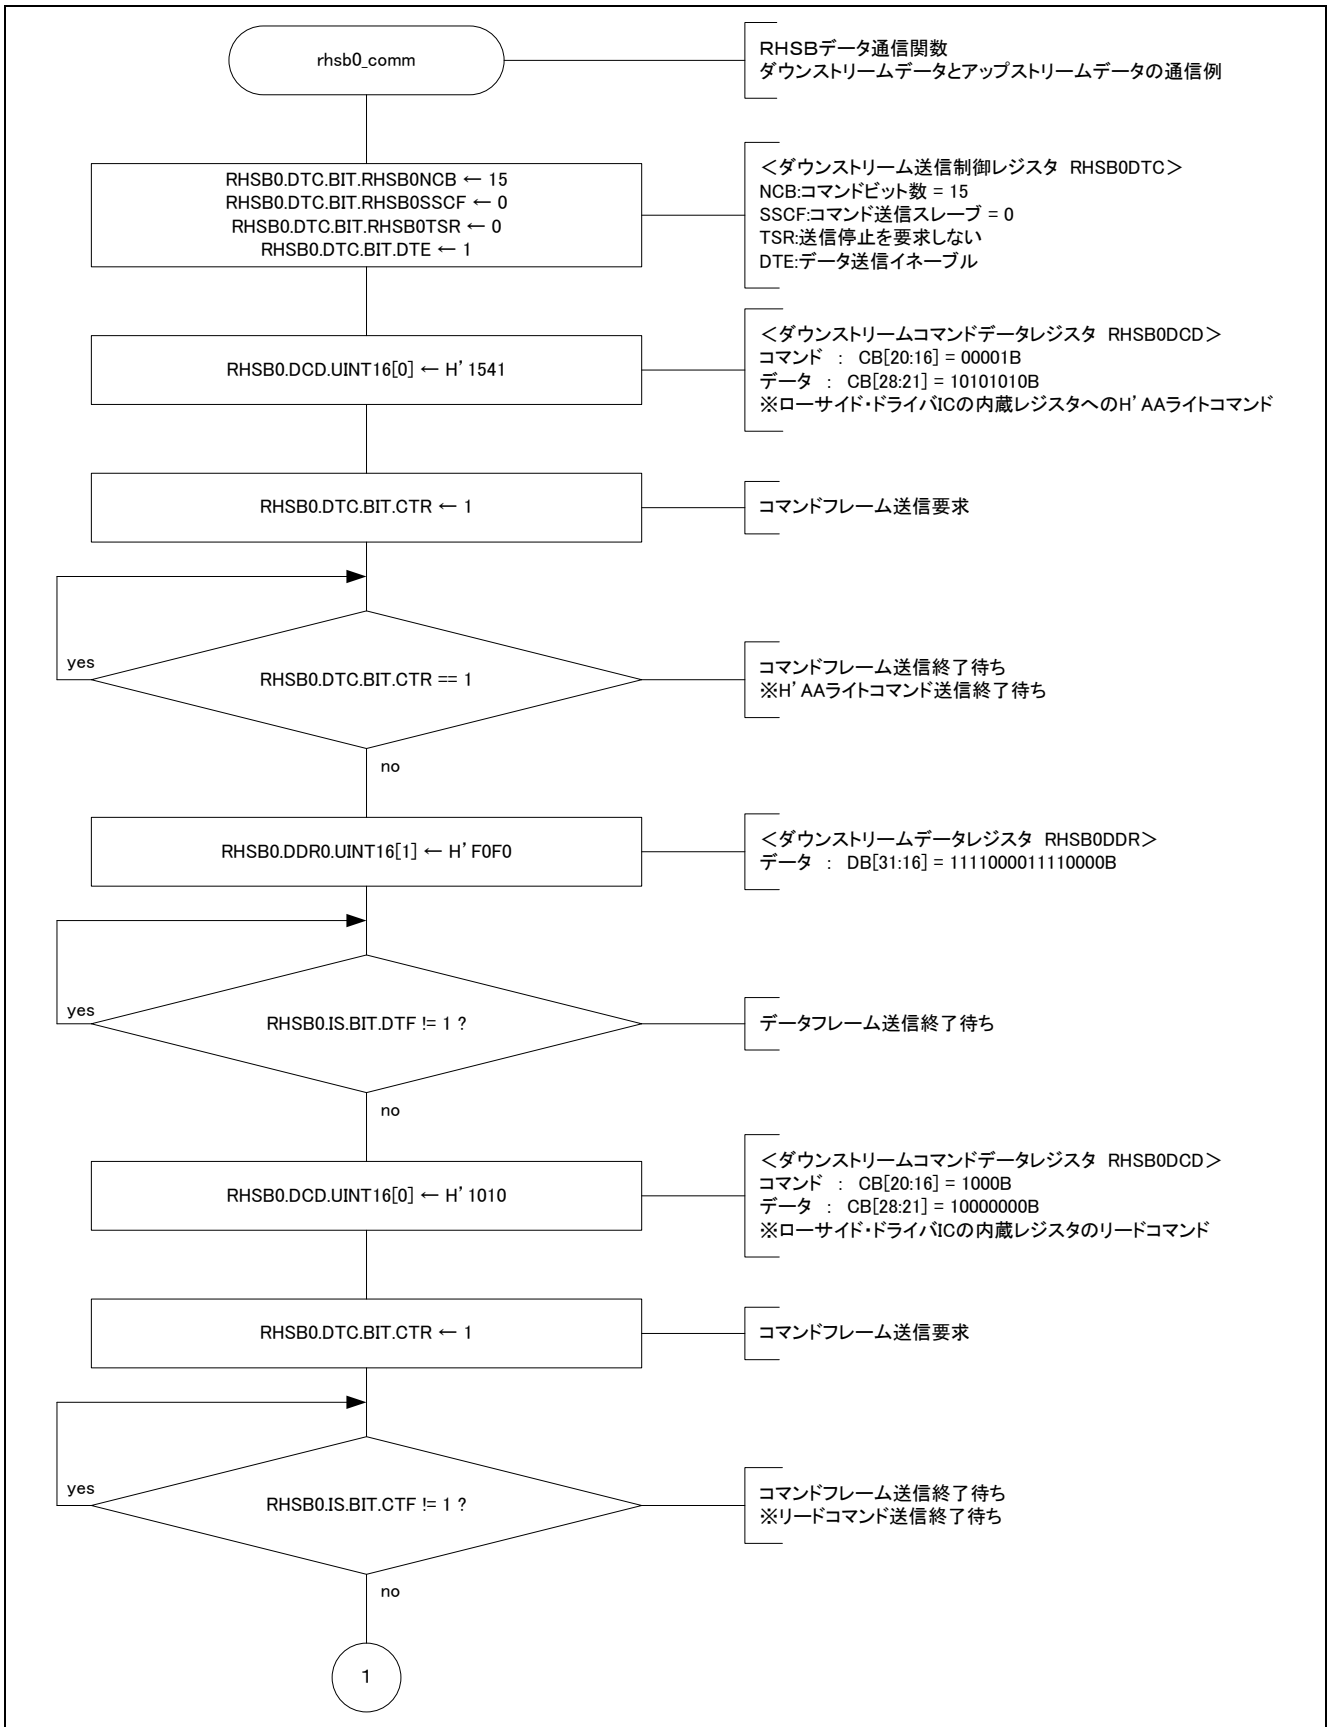 rhsb0_comm
RHSBデータ通信関数
ダウンストリームデータとアップストリームデータの通信例
RHSB0.DTC.BIT.RHSB0NCB ← 15
RHSB0.DTC.BIT.RHSB0SSCF ← 0
RHSB0.DTC.BIT.RHSB0TSR ← 0
RHSB0.DTC.BIT.DTE ← 1
＜ダウンストリーム送信制御レジスタ RHSB0DTC＞
NCB:コマンドビット数 = 15
SSCF:コマンド送信スレーブ = 0
TSR:送信停止を要求しない
DTE:データ送信イネーブル
RHSB0.DCD.UINT16[0] ← H'1541
＜ダウンストリームコマンドデータレジスタ RHSB0DCD＞
コマンド ： CB[20:16] = 00001B
データ ： CB[28:21] = 10101010B
※ローサイド・ドライバICの内蔵レジスタへのH'AAライトコマンド
RHSB0.DTC.BIT.CTR ← 1
コマンドフレーム送信要求
yes
RHSB0.DTC.BIT.CTR == 1
コマンドフレーム送信終了待ち
※H'AAライトコマンド送信終了待ち
no
RHSB0.DDR0.UINT16[1] ← H'F0F0
＜ダウンストリームデータレジスタ RHSB0DDR＞
データ ： DB[31:16] = 1111000011110000B
yes
RHSB0.IS.BIT.DTF != 1 ?
データフレーム送信終了待ち
no
RHSB0.DCD.UINT16[0] ← H'1010
＜ダウンストリームコマンドデータレジスタ RHSB0DCD＞
コマンド ： CB[20:16] = 1000B
データ ： CB[28:21] = 10000000B
※ローサイド・ドライバICの内蔵レジスタのリードコマンド
RHSB0.DTC.BIT.CTR ← 1
コマンドフレーム送信要求
yes
RHSB0.IS.BIT.CTF != 1 ?
コマンドフレーム送信終了待ち
※リードコマンド送信終了待ち
no
1